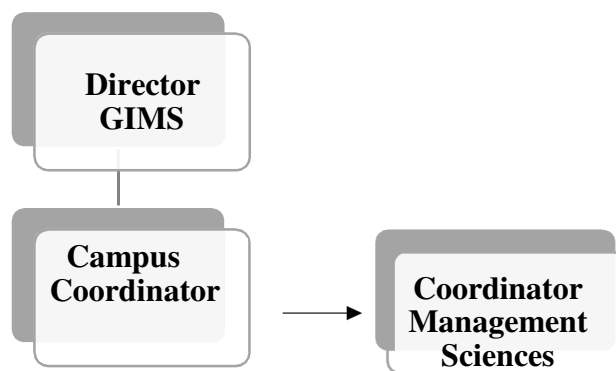 Director
GIMS
Campus
Coordinator
Coordinator
Management
Sciences